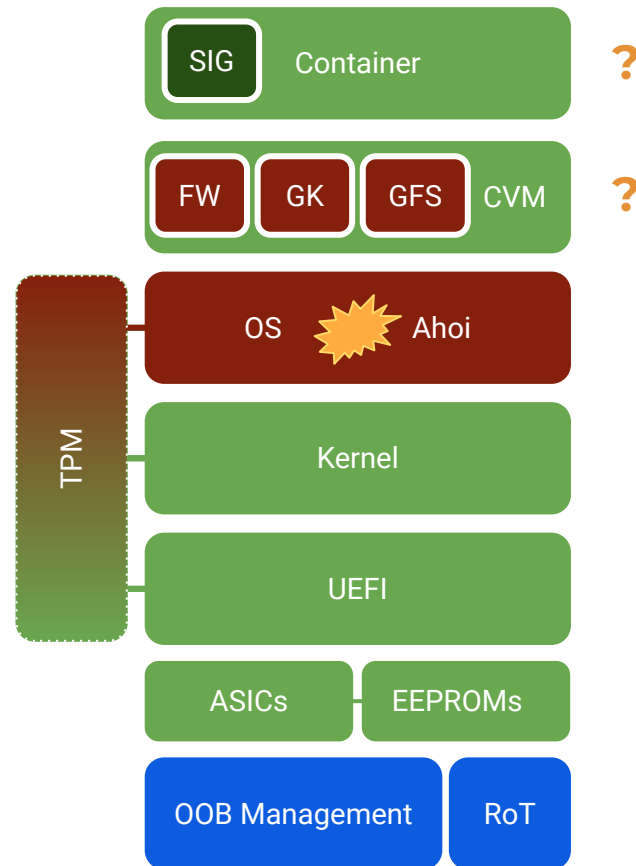 SIG Container ?
FW GK GFS CVM ?
OS Ahoi
TPM
Kernel
UEFI
ASICs EEPROMs
OOB Management RoT